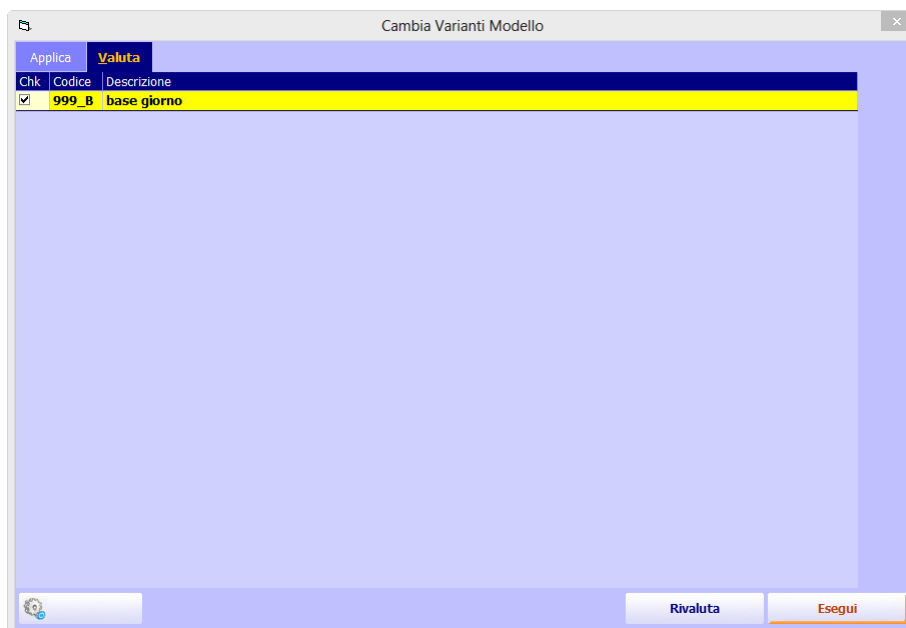 Cambia Varianti Modello
Applica Valuta
Chk Codice Descrizione
999_B base giorno
Rivaluta Esegui